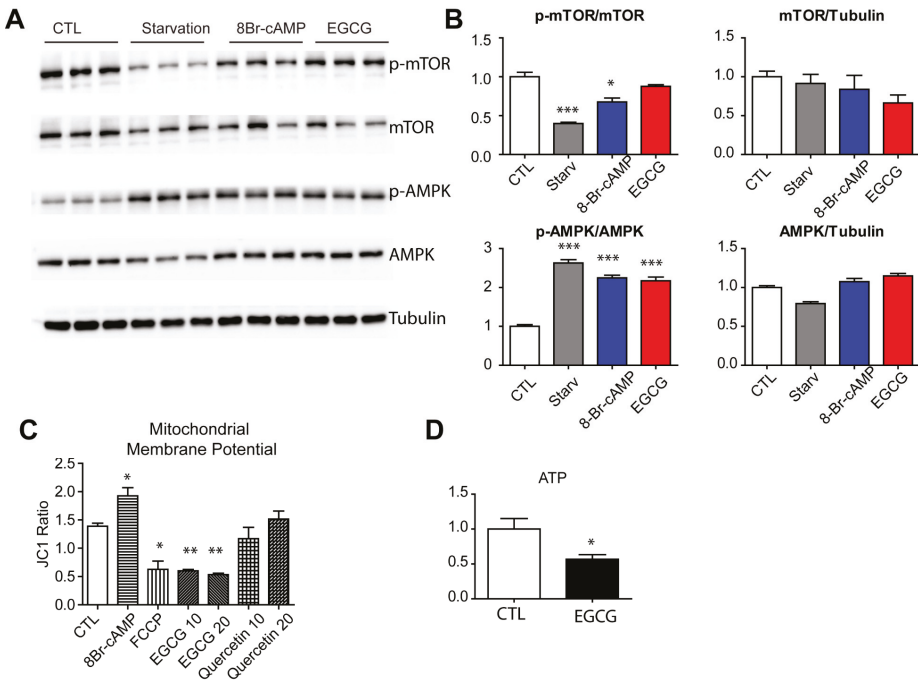 A
CTL Starvation 8Br-cAMP EGCG
p-mTOR
mTOR
p-AMPK
AMPK
Tubulin
B
p-mTOR/mTOR
1.5
1.0
0.5
0.0
***
*
CTL Starv 8-Br-cAMP EGCG
mTOR/Tubulin
1.5
1.0
0.5
0.0
CTL Starv 8-Br-cAMP EGCG
p-AMPK/AMPK
3
2
1
0
*** *** ***
CTL Starv 8-Br-cAMP EGCG
AMPK/Tubulin
1.5
1.0
0.5
0.0
CTL Starv 8-Br-cAMP EGCG
C
Mitochondrial
Membrane Potential
JC1 Ratio
2.5
2.0
1.5
1.0
0.5
0.0
* * ** **
CTL 8Br-cAMP FCCP EGCG 10 EGCG 20 Quercetin 10 Quercetin 20
D
ATP
1.5
1.0
0.5
0.0
*
CTL EGCG